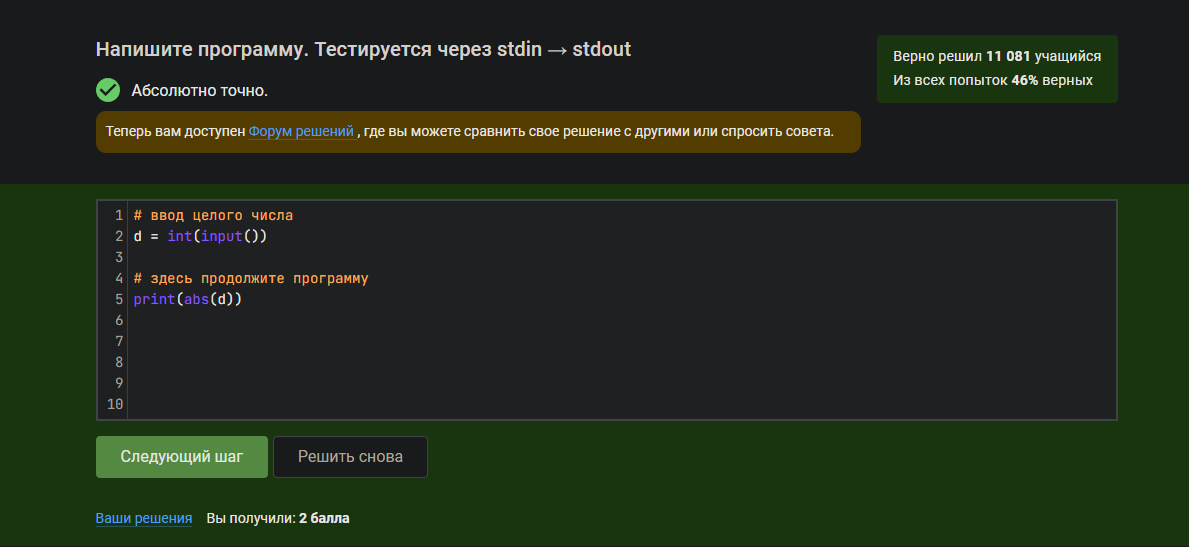 Напишите программу. Тестируется через stdin → stdout
Абсолютно точно.
Теперь вам доступен Форум решений , где вы можете сравнить свое решение с другими или спросить совета.
Верно решил 11 081 учащийся
Из всех попыток 46% верных
1 # ввод целого числа
2 d = int(input())
3
4 # здесь продолжите программу
5 print(abs(d))
6
7
8
9
10
Следующий шаг
Решить снова
Ваши решения Вы получили: 2 балла